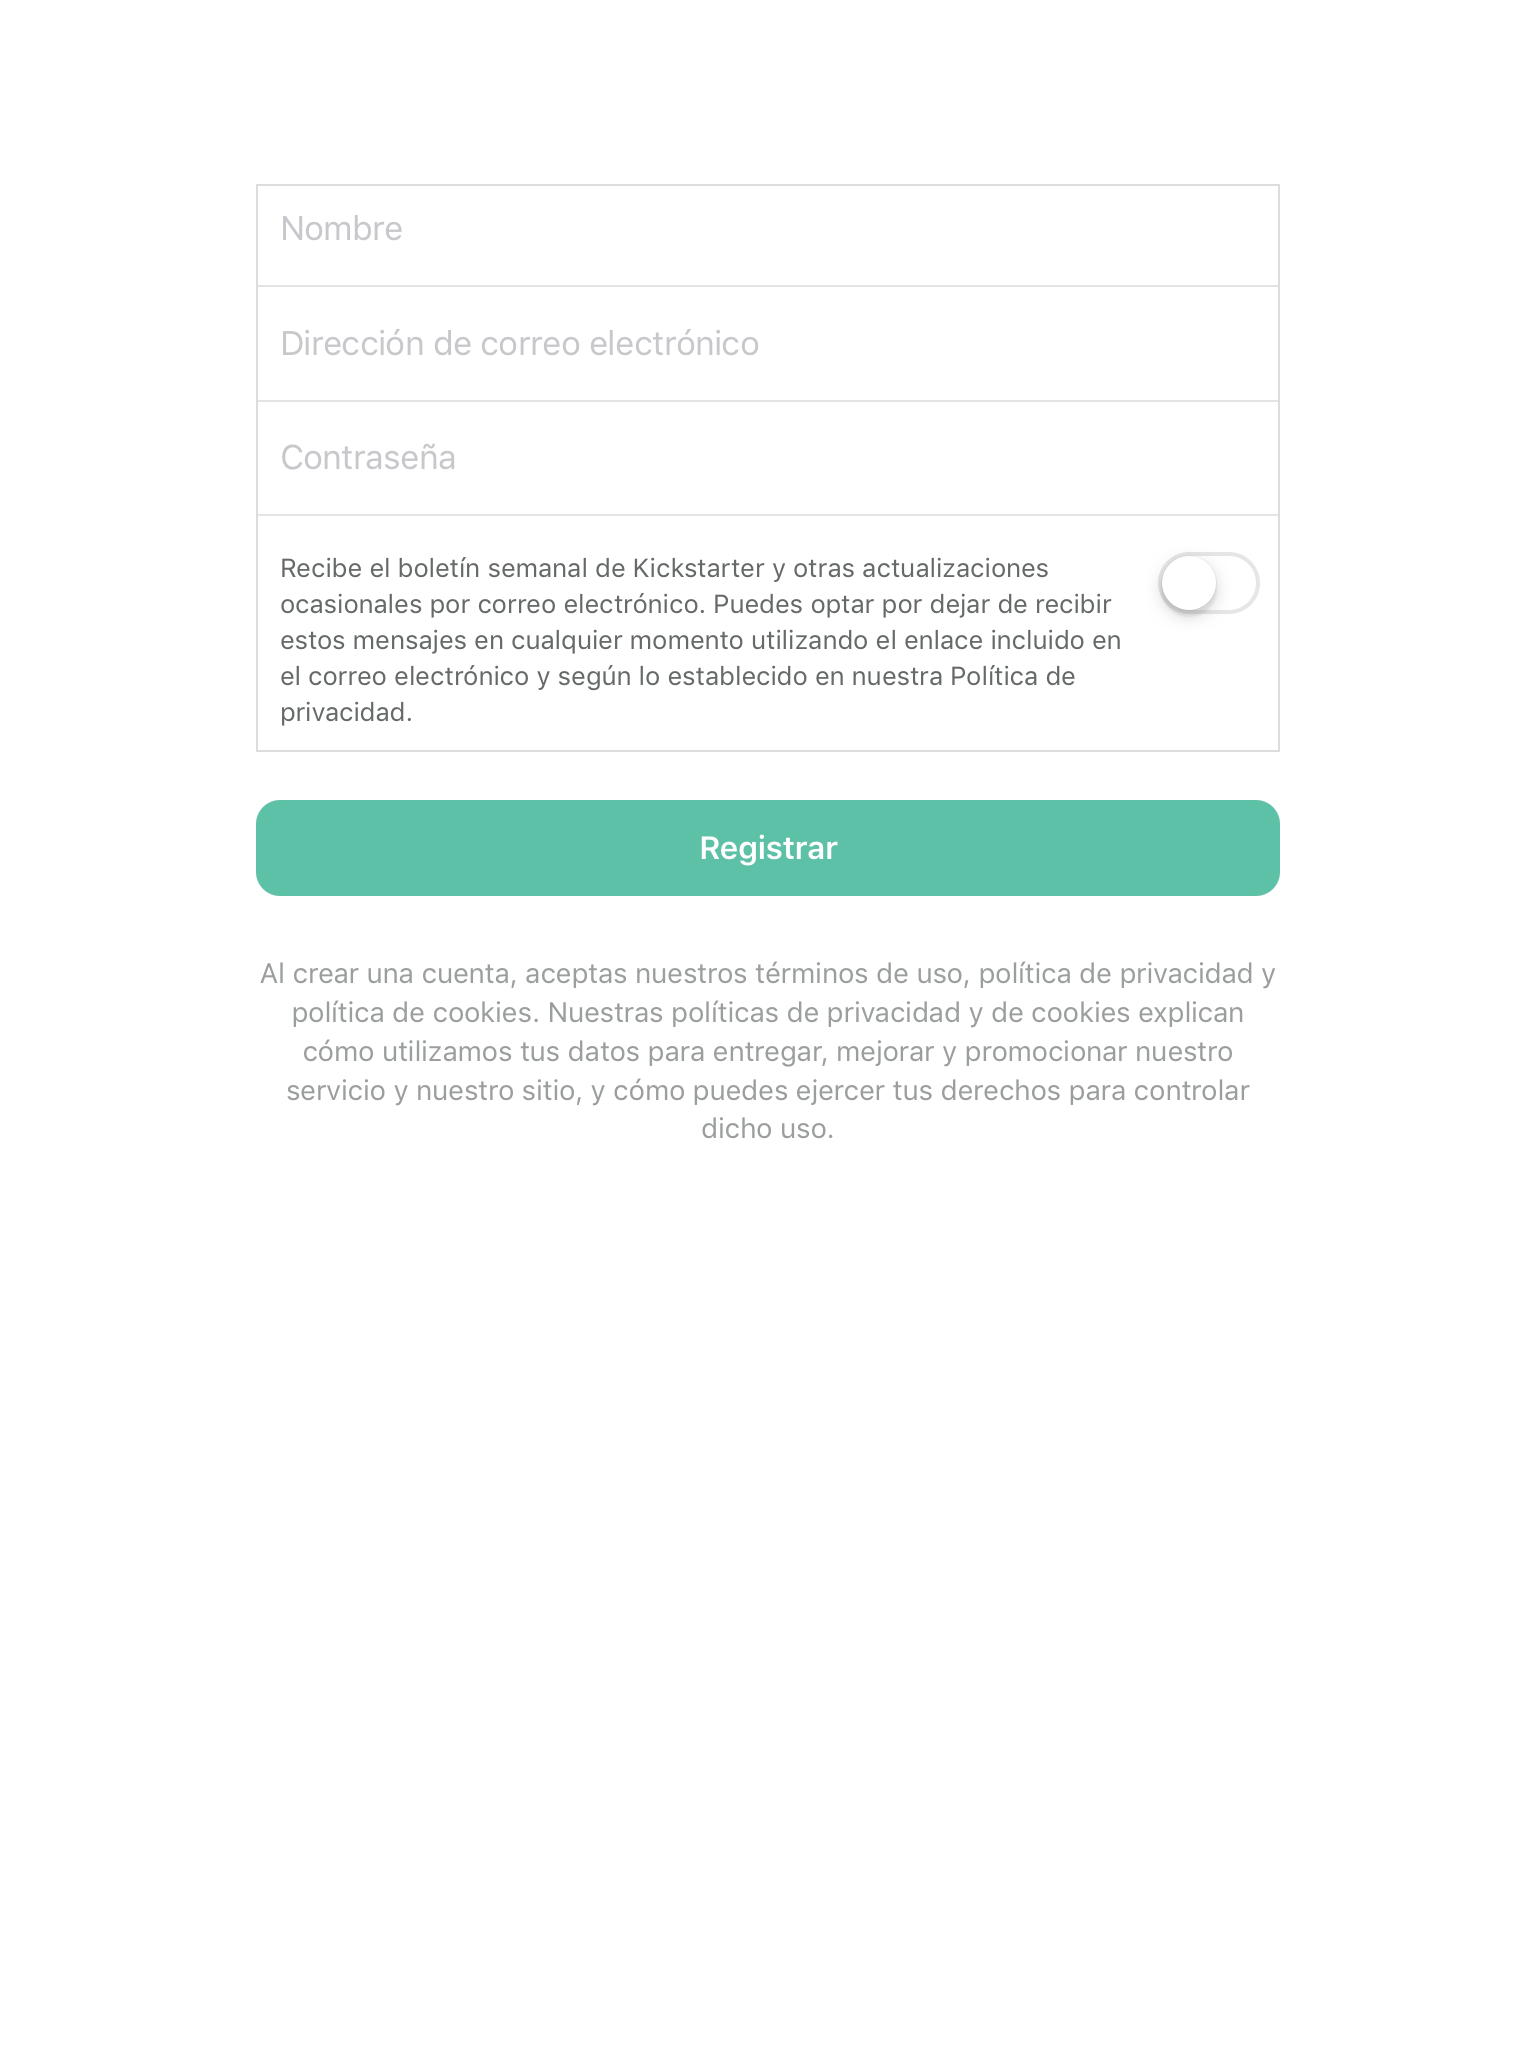 Nombre
Dirección de correo electrónico
Contraseña
Recibe el boletín semanal de Kickstarter y otras actualizaciones
ocasionales por correo electrónico. Puedes optar por dejar de recibir
estos mensajes en cualquier momento utilizando el enlace incluido en
el correo electrónico y según lo establecido en nuestra Política de
privacidad.
Registrar
Al crear una cuenta, aceptas nuestros términos de uso, política de privacidad y
política de cookies. Nuestras políticas de privacidad y de cookies explican
cómo utilizamos tus datos para entregar, mejorar y promocionar nuestro
servicio y nuestro sitio, y cómo puedes ejercer tus derechos para controlar
dicho uso.